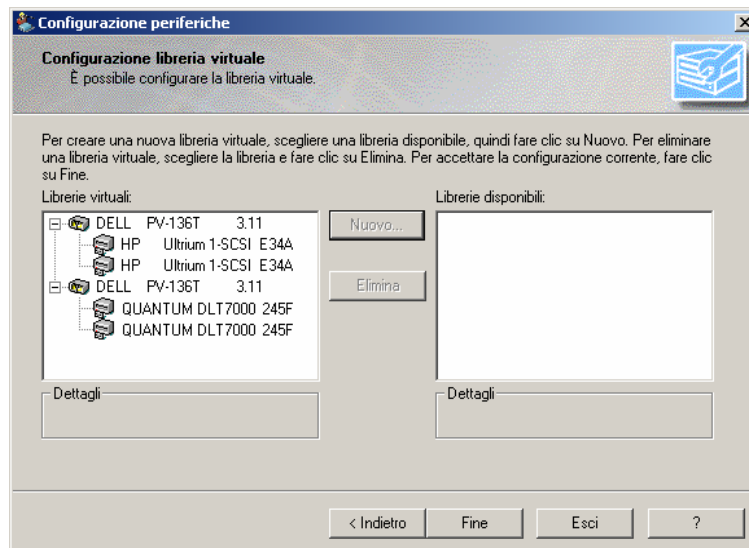 Configurazione periferiche
Configurazione libreria virtuale
È possibile configurare la libreria virtuale.
Per creare una nuova libreria virtuale, scegliere una libreria disponibile, quindi fare clic su Nuovo. Per eliminare
una libreria virtuale, scegliere la libreria e fare clic su Elimina. Per accettare la configurazione corrente, fare clic
su Fine.
Librerie virtuali:
Librerie disponibili:
DELL PV-136T 3.11
HP Ultrium 1-SCSI E34A
HP Ultrium 1-SCSI E34A
DELL PV-136T 3.11
QUANTUM DLT7000 245F
QUANTUM DLT7000 245F
Nuovo...
Elimina
Dettagli
Dettagli
< Indietro
Fine
Esci
?